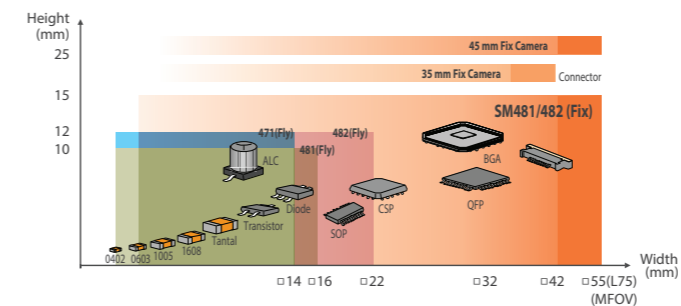 Height
(mm)
25
15
12
10
45 mm Fix Camera
35 mm Fix Camera
Connector
SM481/482 (Fix)
471(Fly)
482(Fly)
481(Fly)
ALC
BGA
QFP
CSP
SOP
Diode
Transistor
Tantal
1608
1005
0603
0402
□14
□16
□22
□32
□42
□55(L75)
(MFOV)
Width
(mm)